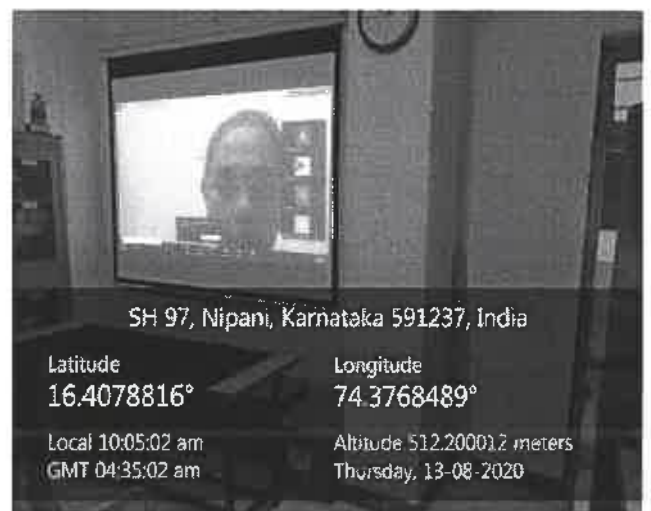 SH 97, Nipani, Karnataka 591237, India
Latitude
16.4078816°
Longitude
74.3768489°
Local 10:05:02 am
GMT 04:35:02 am
Altitude 512.200012 meters
Thursday, 13-08-2020